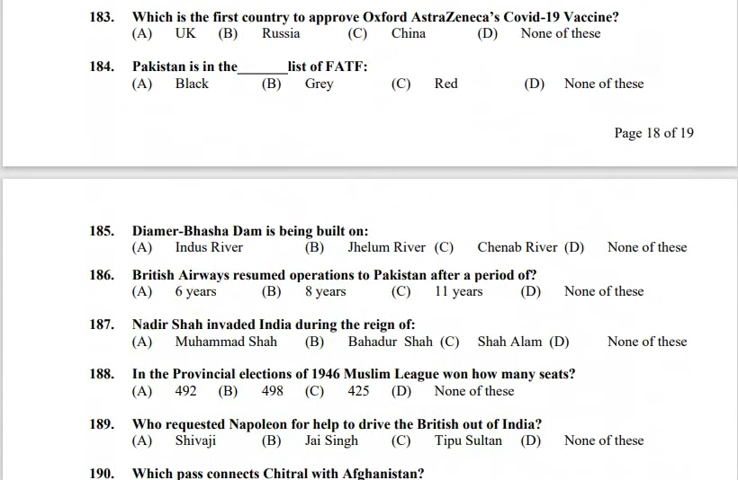 183. Which is the first country to approve Oxford AstraZeneca's Covid-19 Vaccine?
(A) UK (B) Russia (C) China (D) None of these
184. Pakistan is in the______list of FATF:
(A) Black (B) Grey (C) Red (D) None of these
Page 18 of 19
185. Diamer-Bhasha Dam is being built on:
(A) Indus River (B) Jhelum River (C) Chenab River (D) None of these
186. British Airways resumed operations to Pakistan after a period of?
(A) 6 years (B) 8 years (C) 11 years (D) None of these
187. Nadir Shah invaded India during the reign of:
(A) Muhammad Shah (B) Bahadur Shah (C) Shah Alam (D) None of these
188. In the Provincial elections of 1946 Muslim League won how many seats?
(A) 492 (B) 498 (C) 425 (D) None of these
189. Who requested Napoleon for help to drive the British out of India?
(A) Shivaji (B) Jai Singh (C) Tipu Sultan (D) None of these
190. Which pass connects Chitral with Afghanistan?